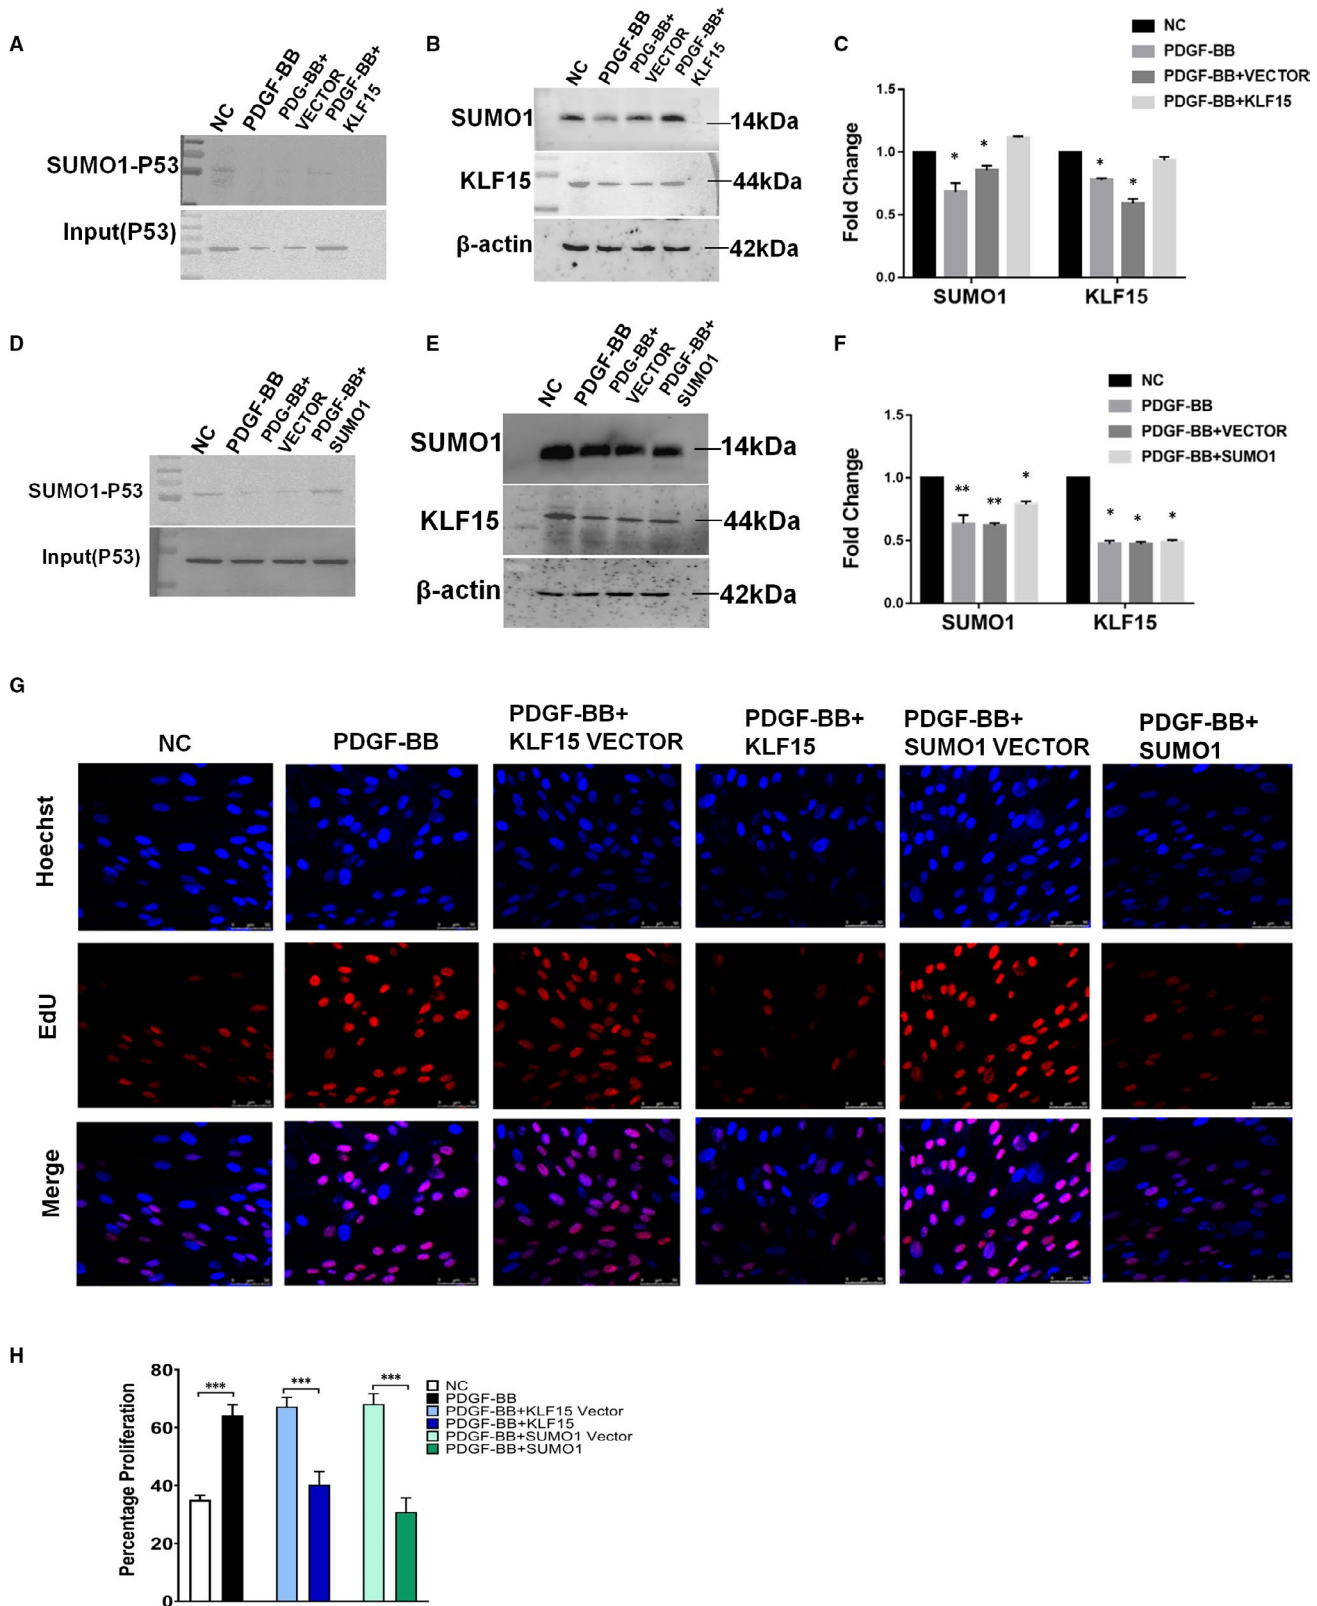 A
NC
PDGF-BB
PDG-BB+
VECTOR
PDGF-BB+
KLF15
SUMO1-P53
Input(P53)
B
NC
PDGF-BB
PDG-BB+
VECTOR
PDGF-BB+
KLF15
SUMO1
14kDa
KLF15
44kDa
β-actin
42kDa
C
NC
PDGF-BB
PDGF-BB+VECTOR
PDGF-BB+KLF15
Fold Change
1.5
1.0
0.5
0.0
* * * *
SUMO1 KLF15
D
NC
PDGF-BB
PDG-BB+
VECTOR
PDGF-BB+
SUMO1
SUMO1-P53
Input(P53)
E
NC
PDGF-BB
PDG-BB+
VECTOR
PDGF-BB+
SUMO1
SUMO1
14kDa
KLF15
44kDa
β-actin
42kDa
F
NC
PDGF-BB
PDGF-BB+VECTOR
PDGF-BB+SUMO1
Fold Change
1.5
1.0
0.5
0.0
** ** * * * *
SUMO1 KLF15
G
NC
PDGF-BB
PDGF-BB+
KLF15 VECTOR
PDGF-BB+
KLF15
PDGF-BB+
SUMO1 VECTOR
PDGF-BB+
SUMO1
Hoechst
EdU
Merge
H
Percentage Proliferation
80
60
40
20
0
*** *** ***
NC
PDGF-BB
PDGF-BB+KLF15 Vector
PDGF-BB+KLF15
PDGF-BB+SUMO1 Vector
PDGF-BB+SUMO1